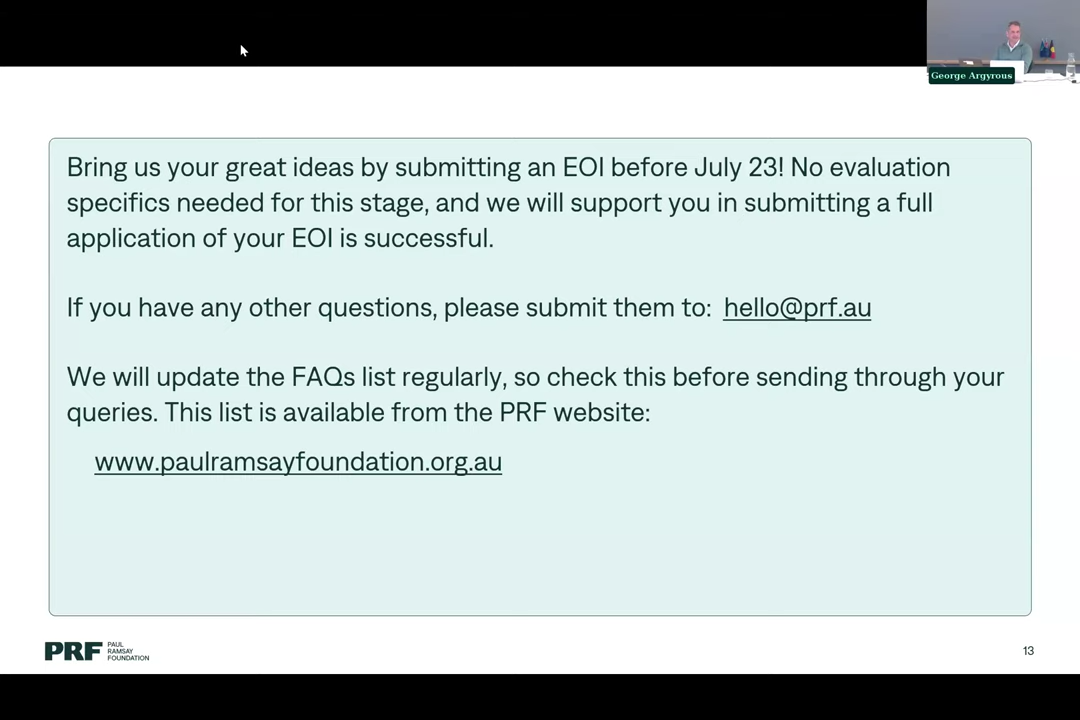 George Argyrous
Bring us your great ideas by submitting an EOI before July 23! No evaluation
specifics needed for this stage, and we will support you in submitting a full
application of your EOI is successful.
If you have any other questions, please submit them to: hello@prf.au
We will update the FAQs list regularly, so check this before sending through your
queries. This list is available from the PRF website:
www.paulramsayfoundation.org.au
PRF
PAUL
RAMSAY
FOUNDATION
13